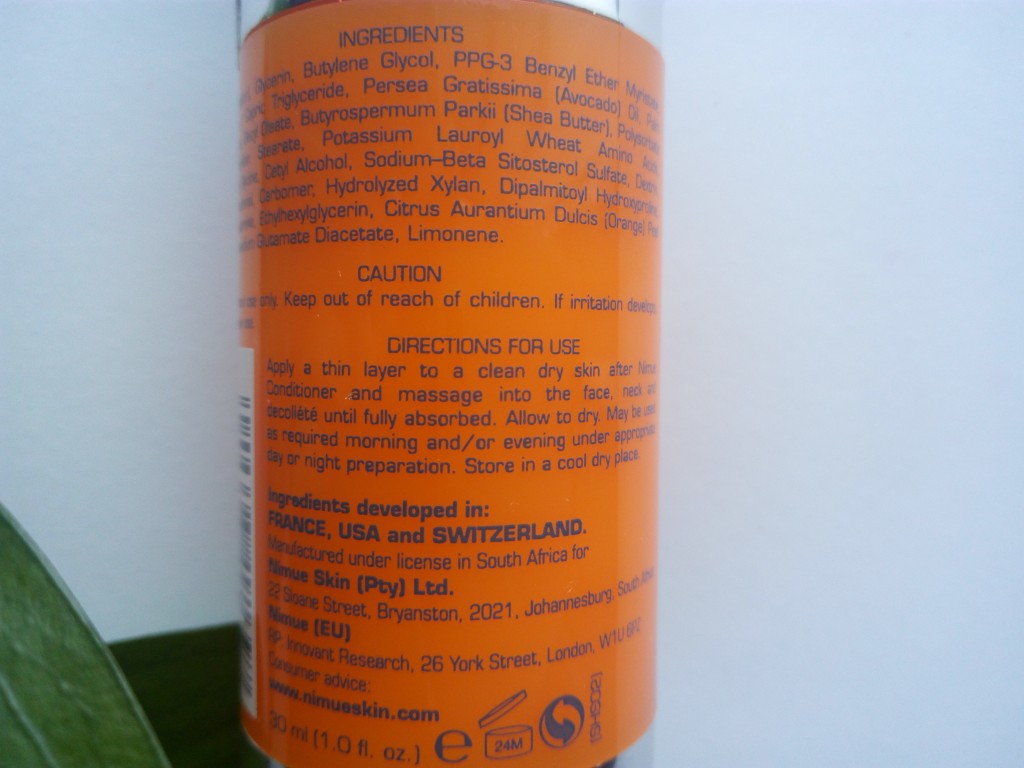 INGREDIENTS
Glycerin, Butylene Glycol, PPG-3 Benzyl Ether
Triglyceride, Persea Gratissima (Avocado) Oil,
Butyrospermum Parkii (Shea Butter),
Stearate, Potassium Lauroyl Wheat Amino
Cetyl Alcohol, Sodium-Beta Sitosterol Sulfate,
Carbomer, Hydrolyzed Xylan, Dipalmitoyl Hydroxyproline,
Ethylhexylglycerin, Citrus Aurantium Dulcis (Orange)
Glutamate Diacetate, Limonene.
CAUTION
only. Keep out of reach of children. If irritation
DIRECTIONS FOR USE
Apply a thin layer to a clean dry skin after Nimue
Conditioner and massage into the face, neck and
decollété until fully absorbed. Allow to dry. May be used
as required morning and/or evening under appropriate
day or night preparation. Store in a cool dry place.
Ingredients developed in:
FRANCE, USA and SWITZERLAND.
Manufactured under license in South Africa for
Nimue Skin (Pty) Ltd.
22 Sloane Street, Bryanston, 2021, Johannesburg, South
Nimue (EU)
Innovant Research, 26 York Street, London, W1U 6PZ
Consumer advice:
www.nimueskin.com
30 ml (1.0 fl. oz.) e 24M
(SHS02)